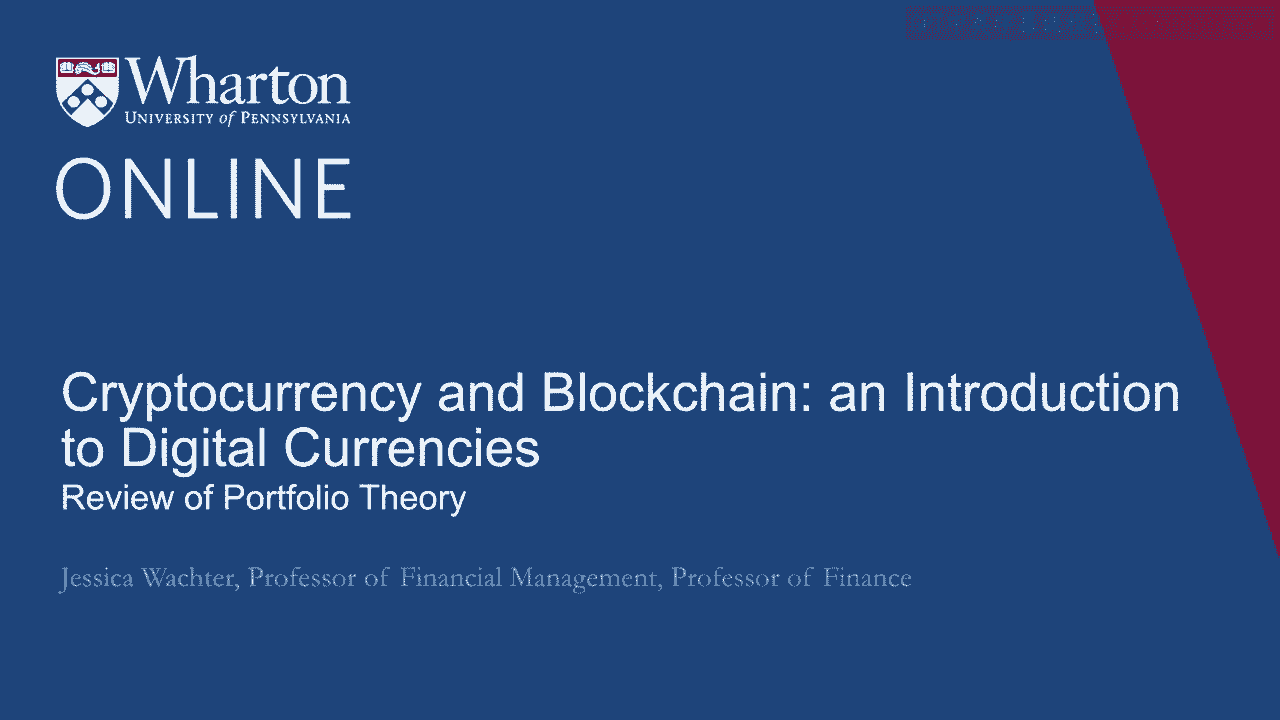 Wharton
UNIVERSITY of PENNSYLVANIA
ONLINE
Cryptocurrency and Blockchain: an Introduction
to Digital Currencies
Review of Portfolio Theory
Jessica Wachter, Professor of Financial Management, Professor of Finance